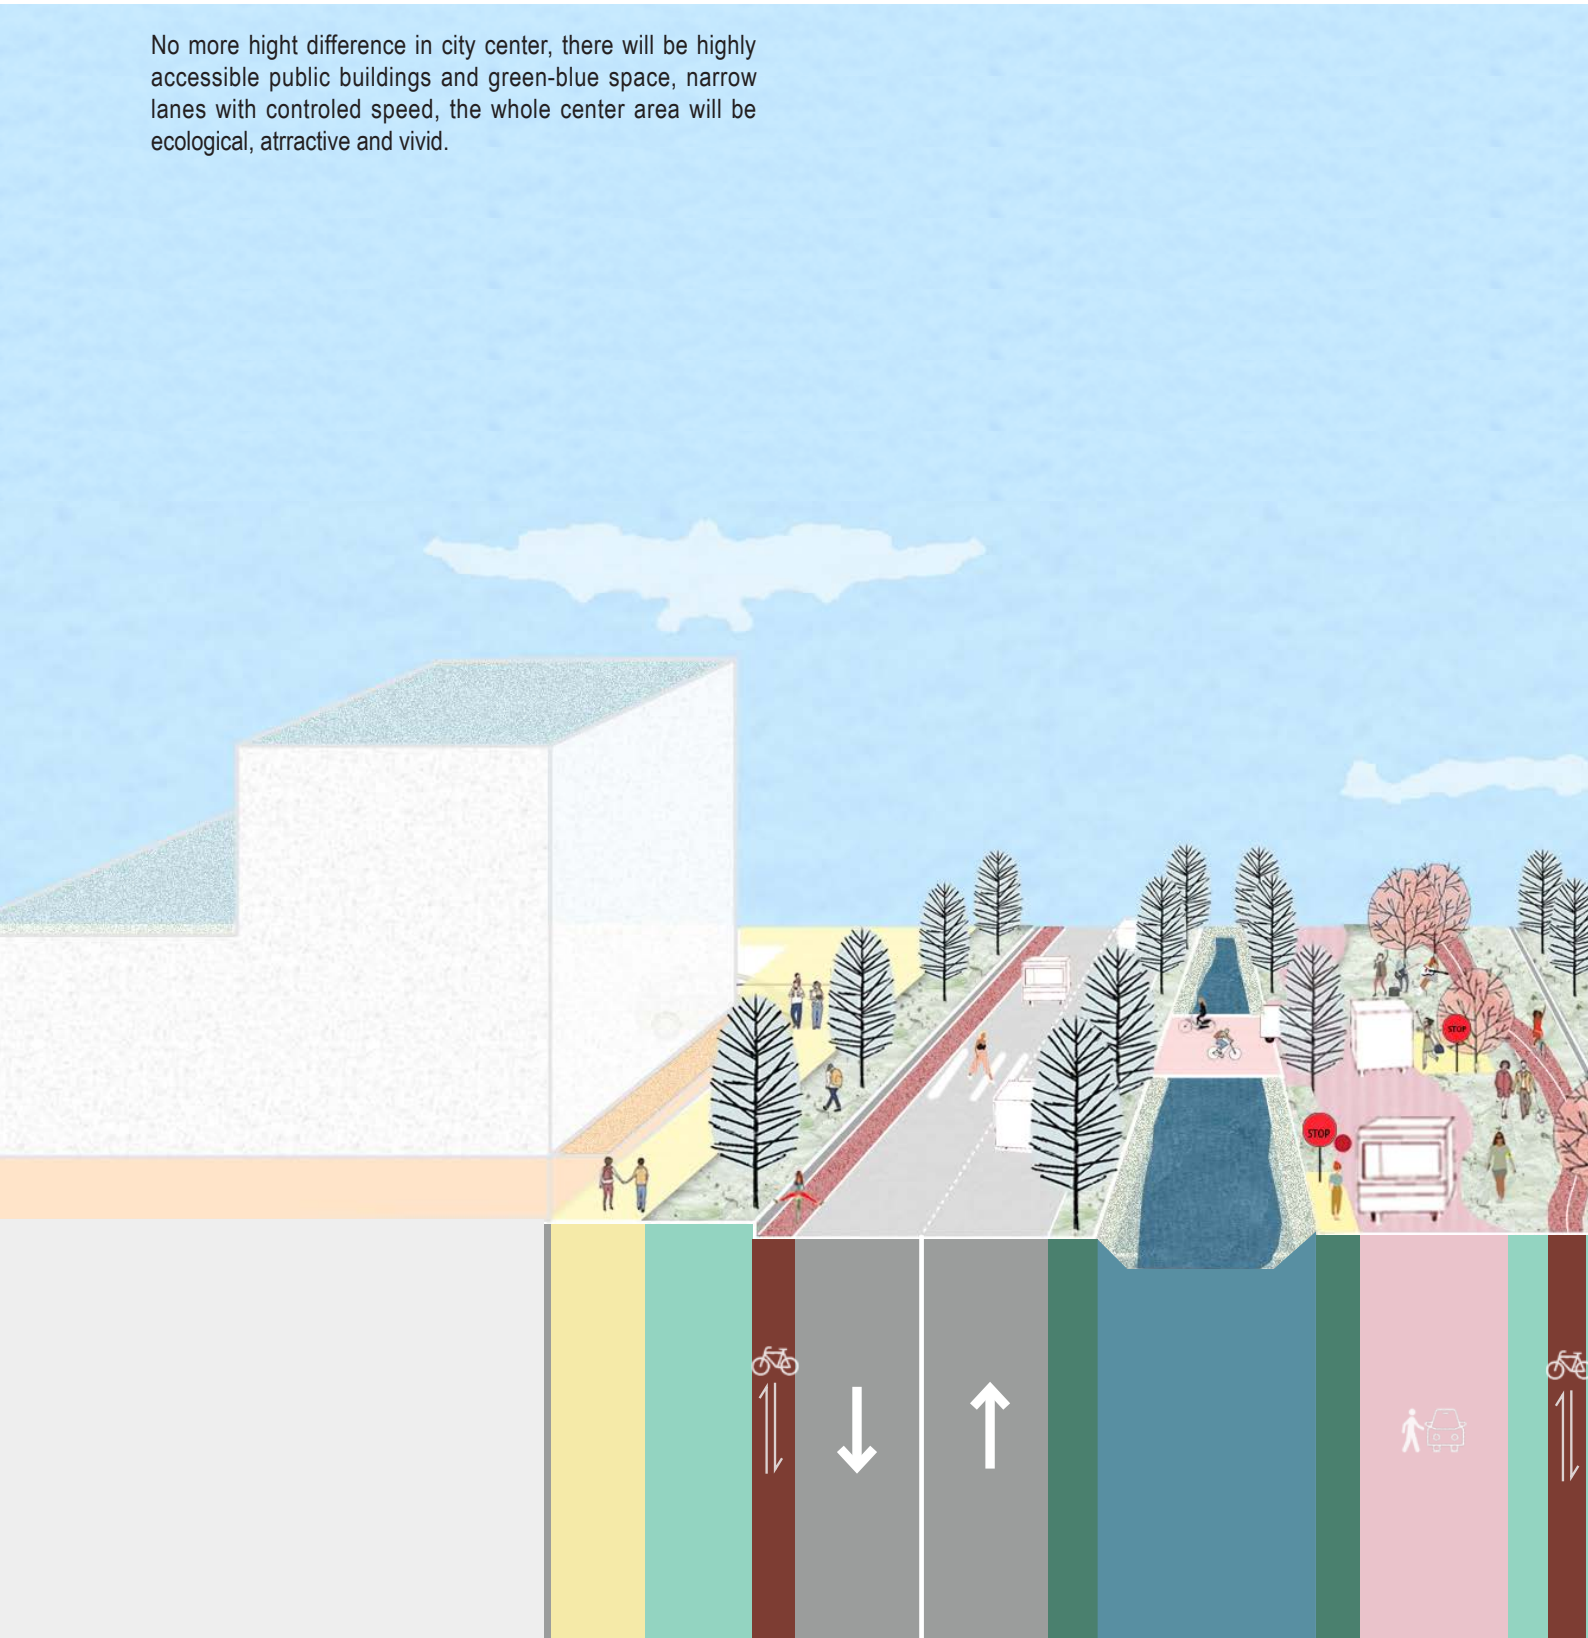 No more hight difference in city center, there will be highly
accessible public buildings and green-blue space, narrow
lanes with controled speed, the whole center area will be
ecological, atrractive and vivid.
STOP
STOP